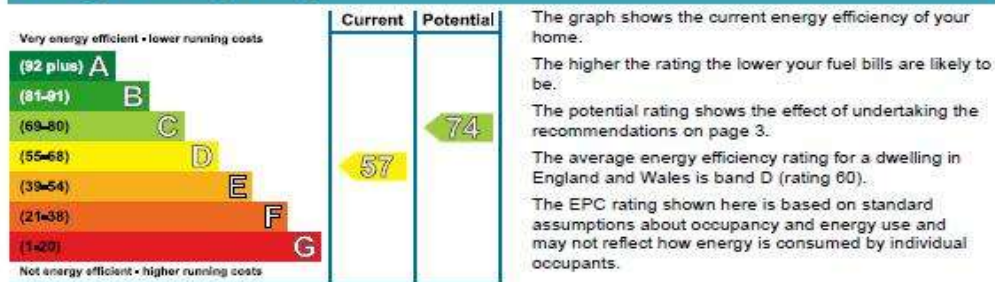 Current Potential
Very energy efficient • lower running costs
(92 plus) A
(81-91) B
(69-80) C
74
(55-68) D
57
(39-54) E
(21-38) F
(1-20) G
Not energy efficient • higher running costs
The graph shows the current energy efficiency of your
home.
The higher the rating the lower your fuel bills are likely to
be.
The potential rating shows the effect of undertaking the
recommendations on page 3.
The average energy efficiency rating for a dwelling in
England and Wales is band D (rating 60).
The EPC rating shown here is based on standard
assumptions about occupancy and energy use and
may not reflect how energy is consumed by individual
occupants.